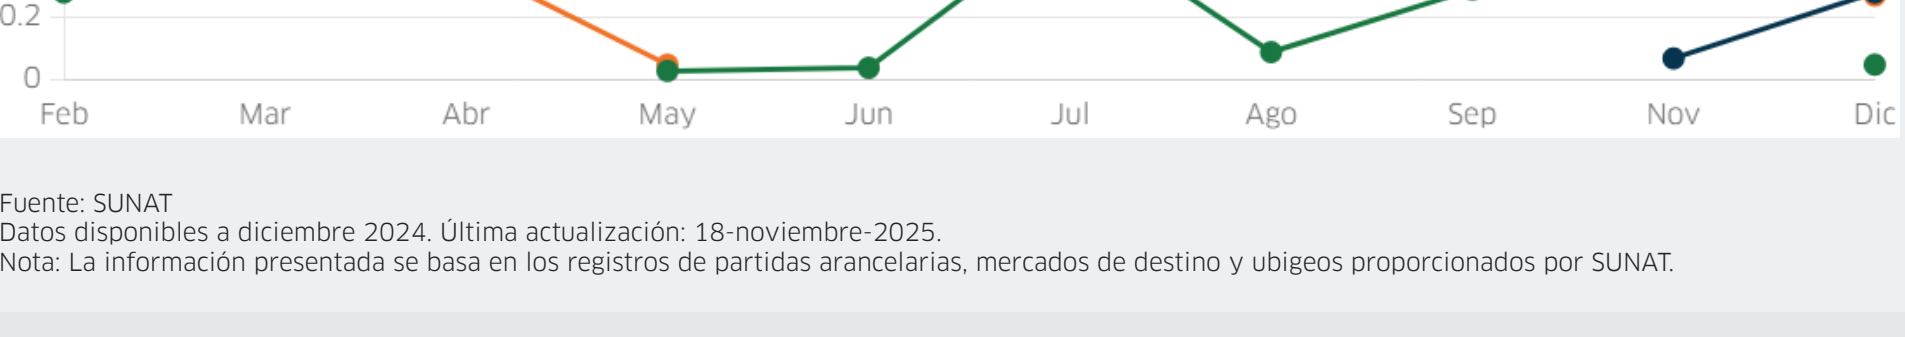 0.2
0
Feb Mar Abr May Jun Jul Ago Sep Nov Dic
Fuente: SUNAT
Datos disponibles a diciembre 2024. Última actualización: 18-noviembre-2025.
Nota: La información presentada se basa en los registros de partidas arancelarias, mercados de destino y ubigeos proporcionados por SUNAT.